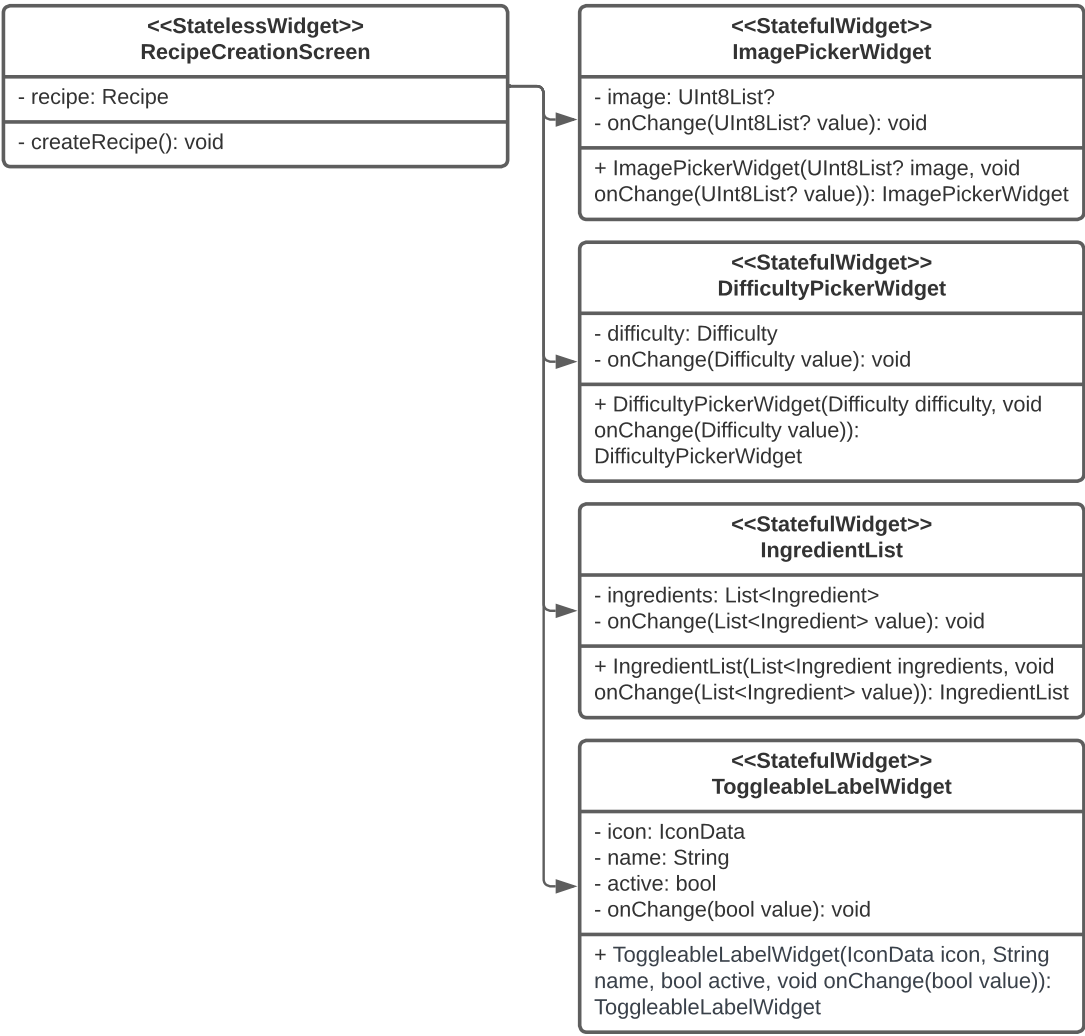 <<StatelessWidget>>
RecipeCreationScreen
- recipe: Recipe
- createRecipe(): void
<<StatefulWidget>>
ImagePickerWidget
- image: UInt8List?
- onChange(UInt8List? value): void
+ ImagePickerWidget(UInt8List? image, void
onChange(UInt8List? value)): ImagePickerWidget
<<StatefulWidget>>
DifficultyPickerWidget
- difficulty: Difficulty
- onChange(Difficulty value): void
+ DifficultyPickerWidget(Difficulty difficulty, void
onChange(Difficulty value)):
DifficultyPickerWidget
<<StatefulWidget>>
IngredientList
- ingredients: List<Ingredient>
- onChange(List<Ingredient> value): void
+ IngredientList(List<Ingredient ingredients, void
onChange(List<Ingredient> value)): IngredientList
<<StatefulWidget>>
ToggleableLabelWidget
- icon: IconData
- name: String
- active: bool
- onChange(bool value): void
+ ToggleableLabelWidget(IconData icon, String
name, bool active, void onChange(bool value)):
ToggleableLabelWidget